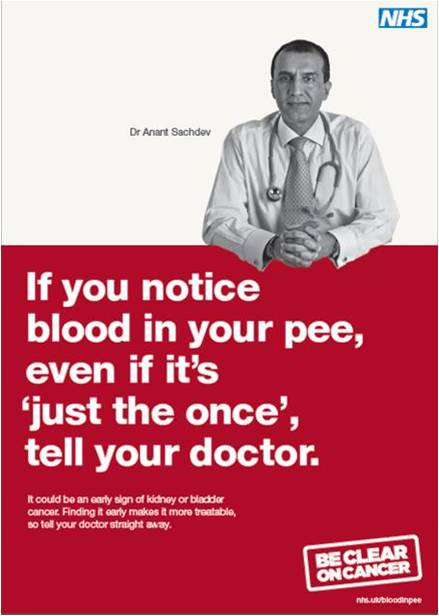 NHS
Dr Anant Sachdev
If you notice
blood in your pee,
even if it's
'just the once',
tell your doctor.
It could be an early sign of kidney or bladder
cancer. Finding it early makes it more treatable,
so tell your doctor straight away.
BE CLEAR
ON CANCER
nhs.uk/bloodinpee